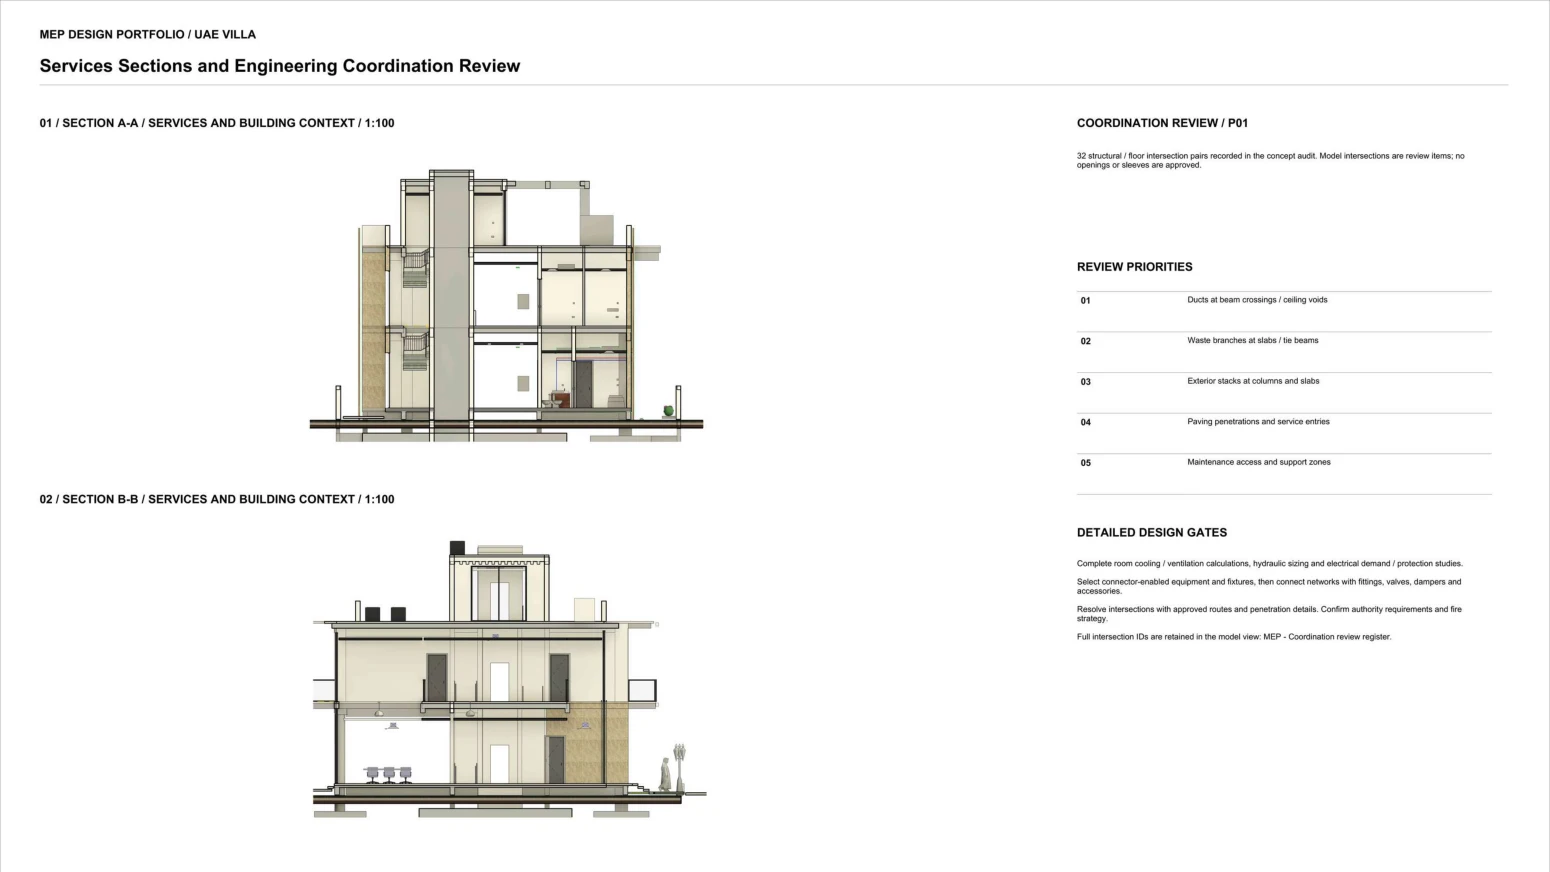 MEP DESIGN PORTFOLIO / UAE VILLA
Services Sections and Engineering Coordination Review
01 / SECTION A-A / SERVICES AND BUILDING CONTEXT / 1:100
02 / SECTION B-B / SERVICES AND BUILDING CONTEXT / 1:100
COORDINATION REVIEW / P01
32 structural / floor intersection pairs recorded in the concept audit. Model intersections are review items; no
openings or sleeves are approved.
REVIEW PRIORITIES
01 Ducts at beam crossings / ceiling voids
02 Waste branches at slabs / tie beams
03 Exterior stacks at columns and slabs
04 Paving penetrations and service entries
05 Maintenance access and support zones
DETAILED DESIGN GATES
Complete room cooling / ventilation calculations, hydraulic sizing and electrical demand / protection studies.
Select connector-enabled equipment and fixtures, then connect networks with fittings, valves, dampers and
accessories.
Resolve intersections with approved routes and penetration details. Confirm authority requirements and fire
strategy.
Full intersection IDs are retained in the model view: MEP - Coordination review register.